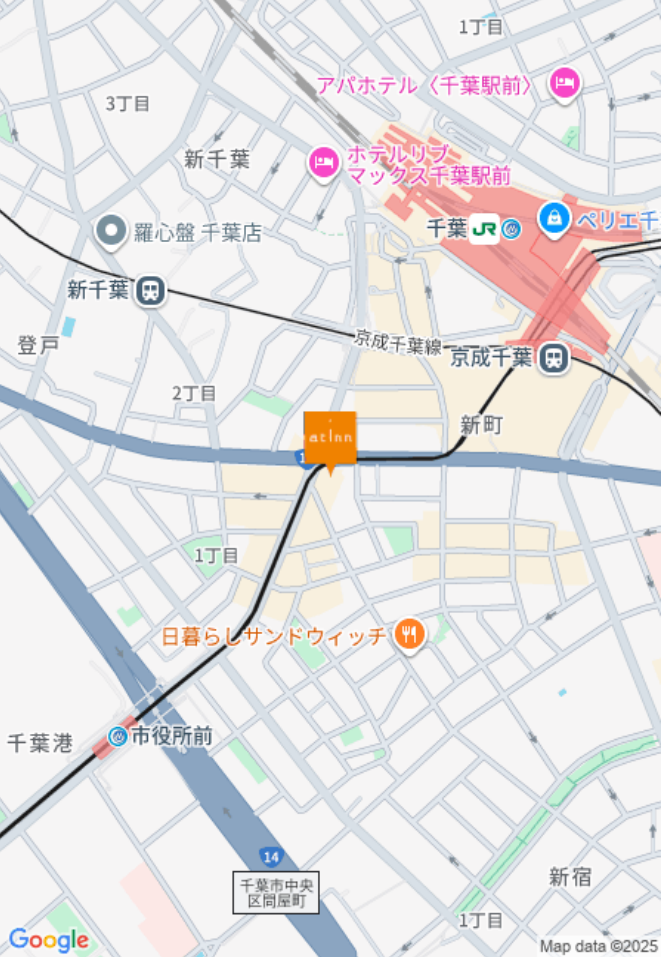 1丁目
アパホテル〈千葉駅前〉
3丁目
新千葉
ホテルリブ
マックス千葉駅前
千葉
JR
ペリエ千
羅心盤 千葉店
新千葉
登戸
京成千葉線
京成千葉
2丁目
新町
at inn
1丁目
日暮らしサンドウィッチ
市役所前
千葉港
14
千葉市中央
区問屋町
新宿
1丁目
Google
Map data ©2025